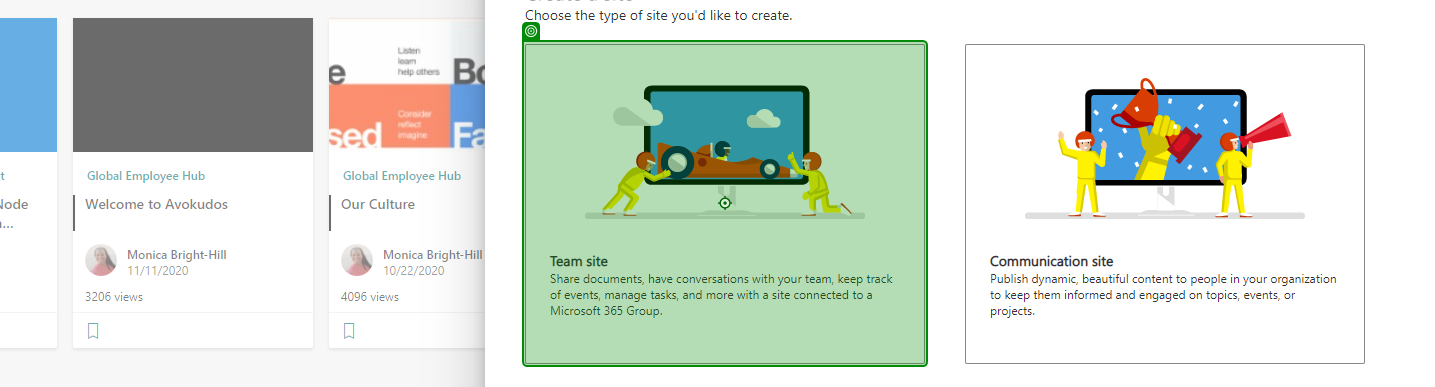 Create a site
Choose the type of site you'd like to create.
Listen
learn
help others
Bo
e
Consider
reflect
imagine
sed
Fa
t
Global Employee Hub
Global Employee Hub
Node
Welcome to Avokudos
Our Culture
...
Monica Bright-Hill
11/11/2020
Monica Bright-Hill
10/22/2020
3206 views
4096 views
Team site
Share documents, have conversations with your team, keep track
of events, manage tasks, and more with a site connected to a
Microsoft 365 Group.
Communication site
Publish dynamic, beautiful content to people in your organization
to keep them informed and engaged on topics, events, or
projects.